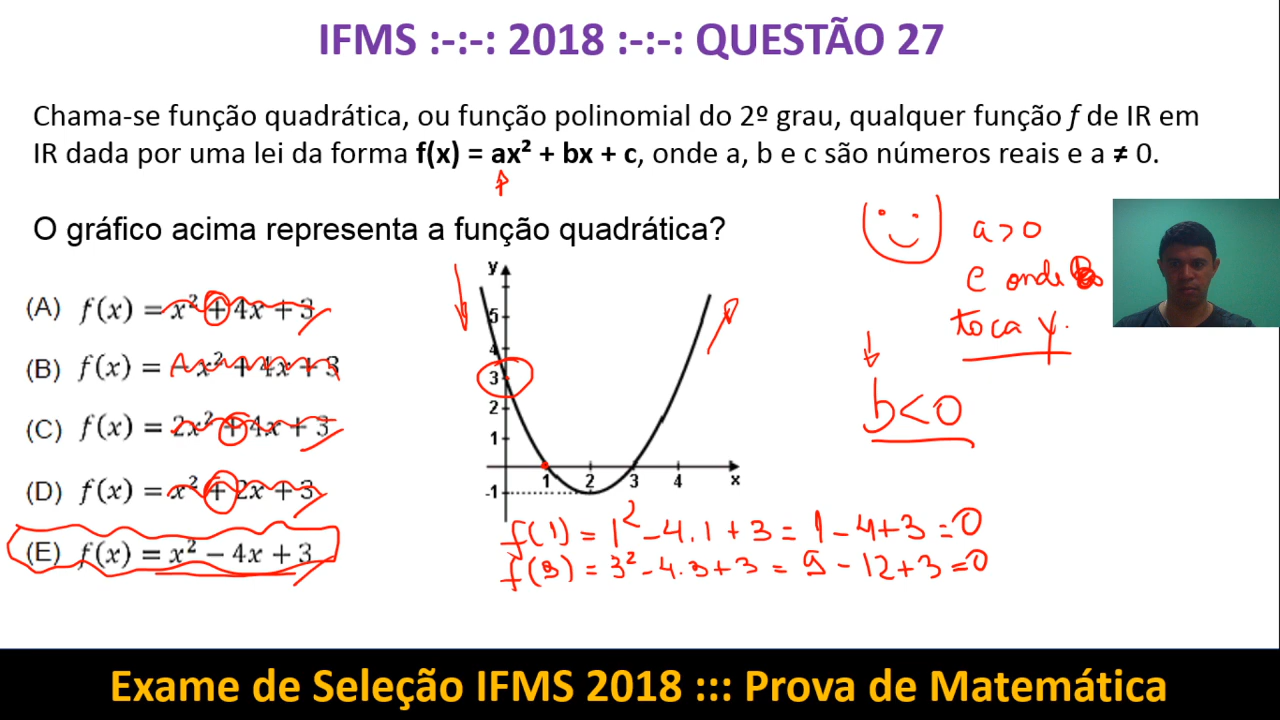 IFMS :-:-: 2018 :-:-: QUESTÃO 27
Chama-se função quadrática, ou função polinomial do 2º grau, qualquer função f de IR em
IR dada por uma lei da forma f(x) = ax² + bx + c, onde a, b e c são números reais e a ≠ 0.
O gráfico acima representa a função quadrática?
(A) f(x) = x² + 4x + 3
(B) f(x) = – x² + 4x + 3
(C) f(x) = 2x² + 4x + 3
(D) f(x) = x² + 2x + 3
(E) f(x) = x² – 4x + 3
y
5
4
3
2
1
-1
1 2 3 4 x
a > 0
c onde
toca y.
b < 0
f(1) = 1² - 4.1 + 3 = 1 - 4 + 3 = 0
f(3) = 3² - 4.3 + 3 = 9 - 12 + 3 = 0
Exame de Seleção IFMS 2018 ::: Prova de Matemática